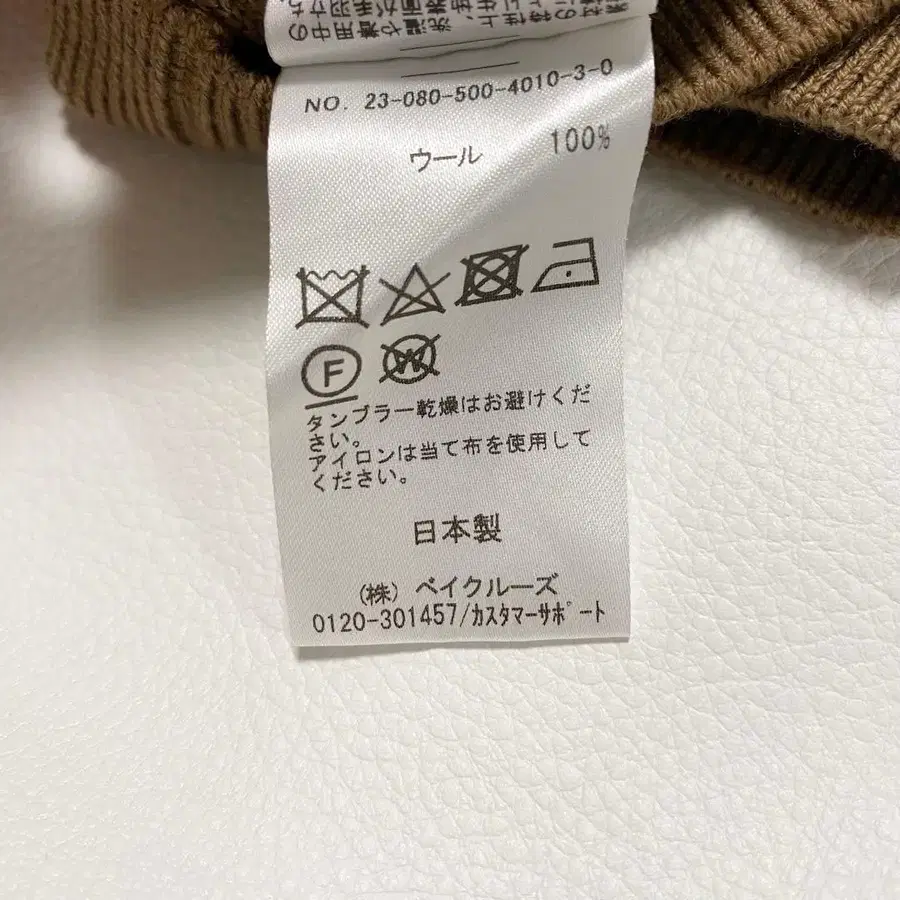 NO. 23-080-500-4010-3-0
ウール 100%
F
W
タンブラー乾燥はお避けくだ
さい。
アイロンは当て布を使用して
ください。
日本製
(株) ベイクルーズ
0120-301457/カスタマーサポート